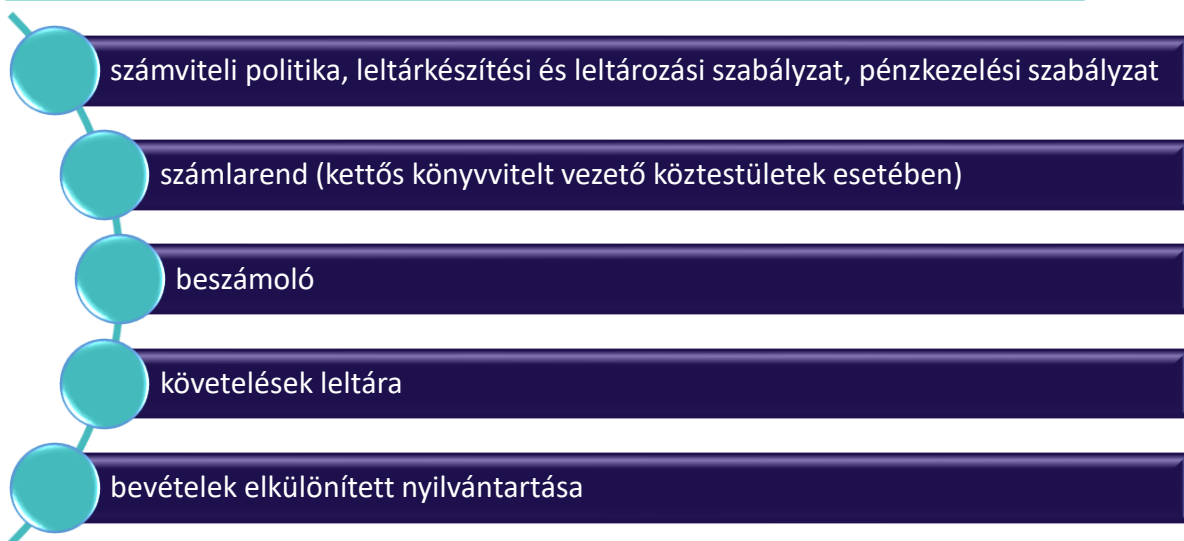 számviteli politika, leltárkészítési és leltározási szabályzat, pénzkezelési szabályzat
számlarend (kettős könyvvitelt vezető köztestületek esetében)
beszámoló
követelések leltára
bevételek elkülönített nyilvántartása